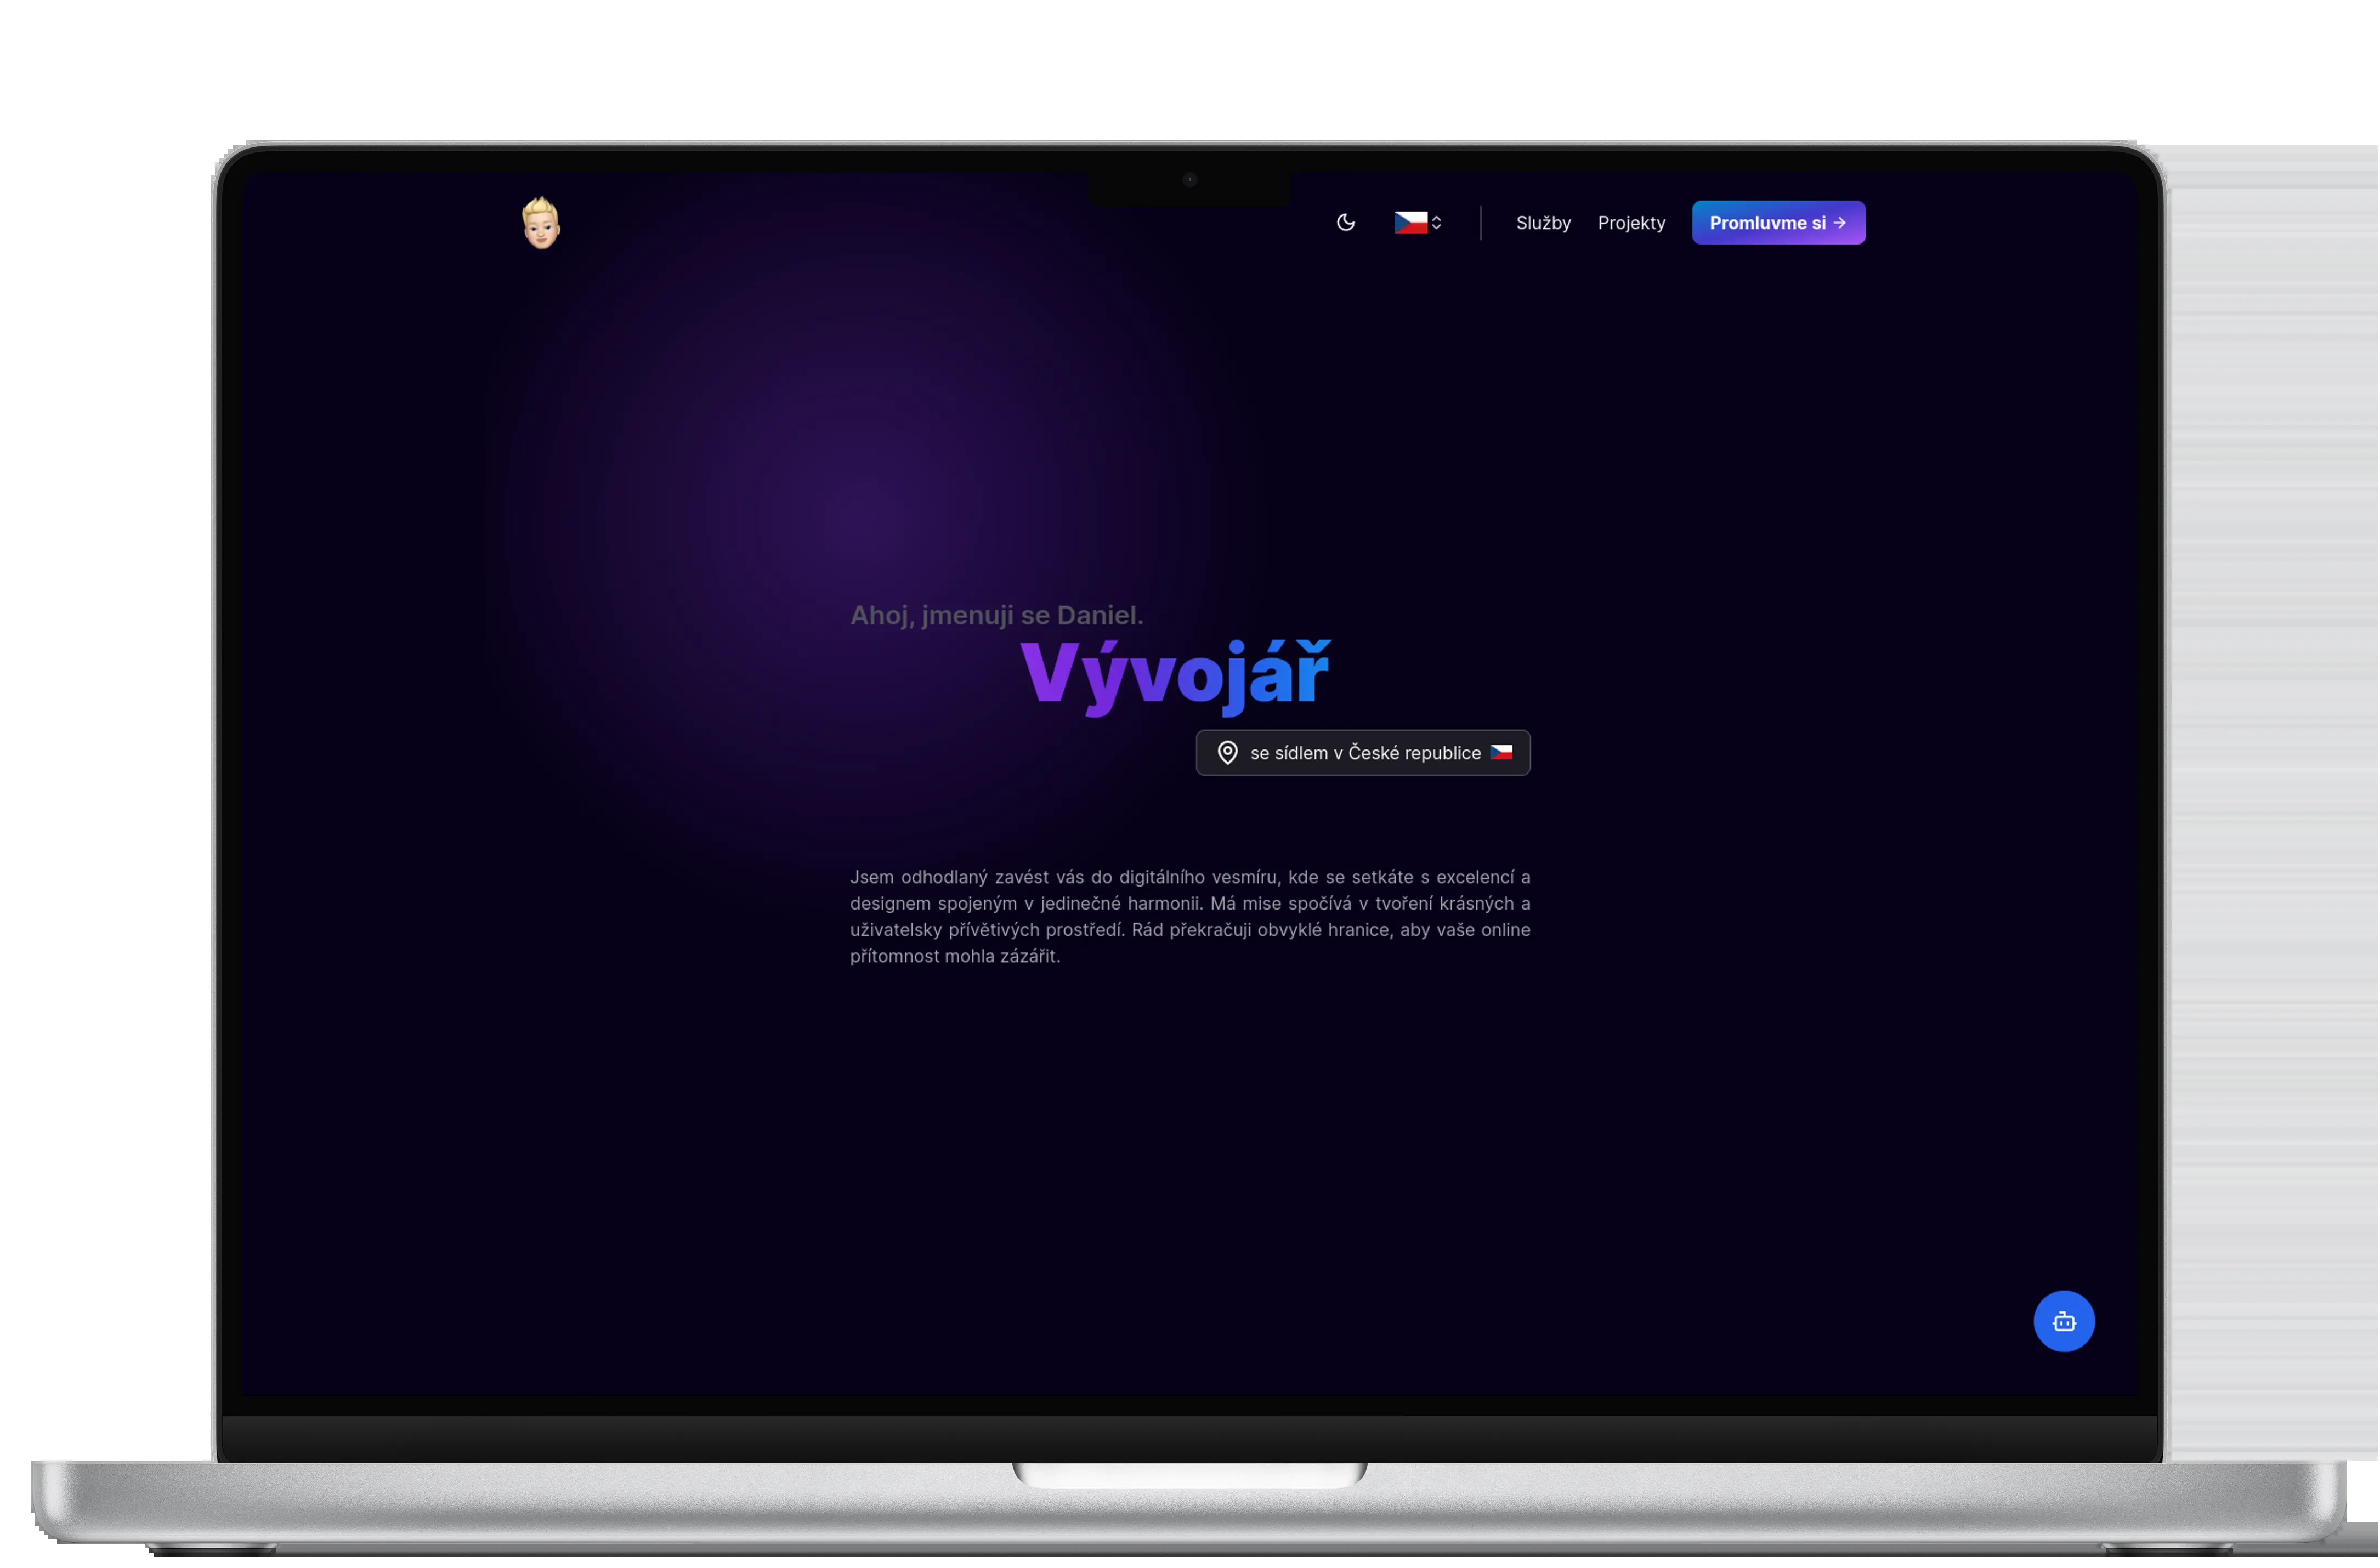 Služby Projekty Promluvme si →
Ahoj, jmenuji se Daniel.
Vývojář
se sídlem v České republice
Jsem odhodlaný zavést vás do digitálního vesmíru, kde se setkáte s excelencí a
designem spojeným v jedinečné harmonii. Má mise spočívá v tvoření krásných a
uživatelsky přívětivých prostředí. Rád překračuji obvyklé hranice, aby vaše online
přítomnost mohla zázářit.